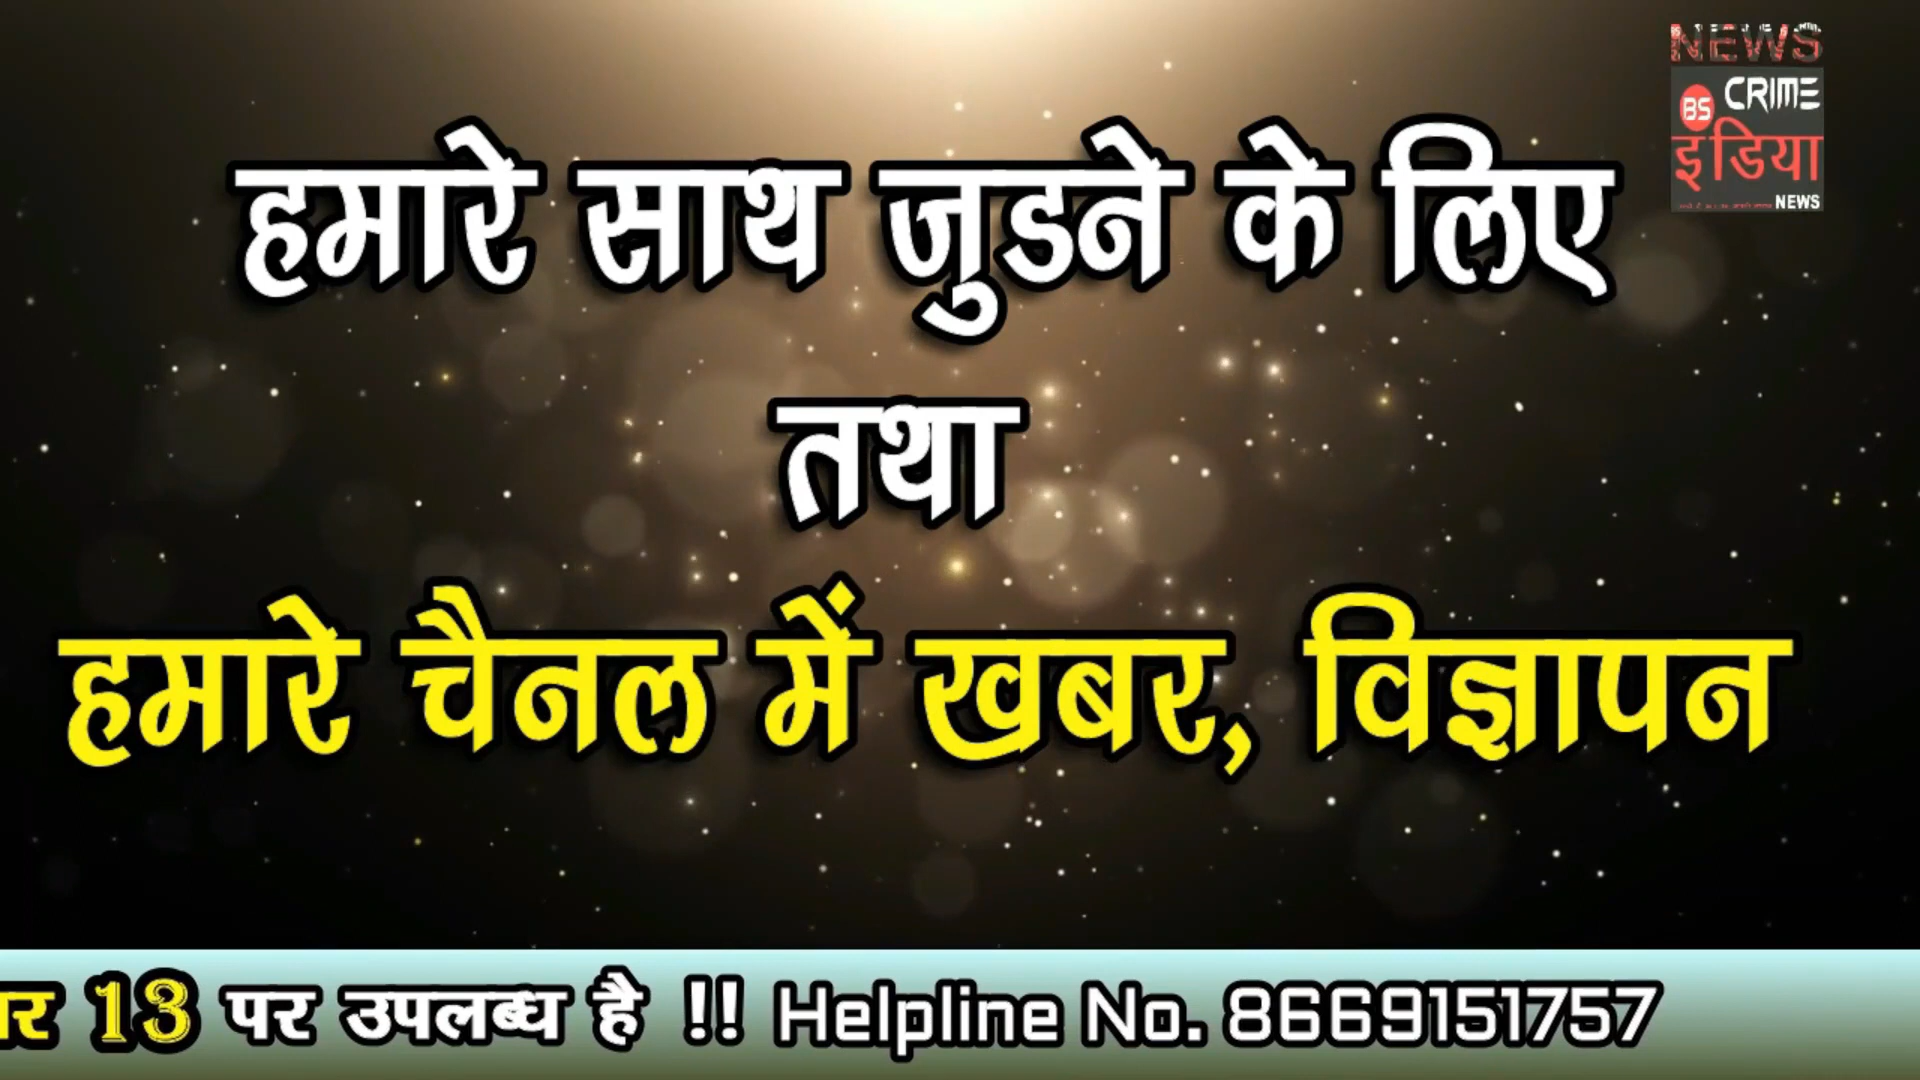 NEWS
BS CRIME
इंडिया
NEWS
हमारे साथ जुडने के लिए
तथा
हमारे चैनल में खबर, विज्ञापन
13 पर उपलब्ध है !! Helpline No. 8669151757